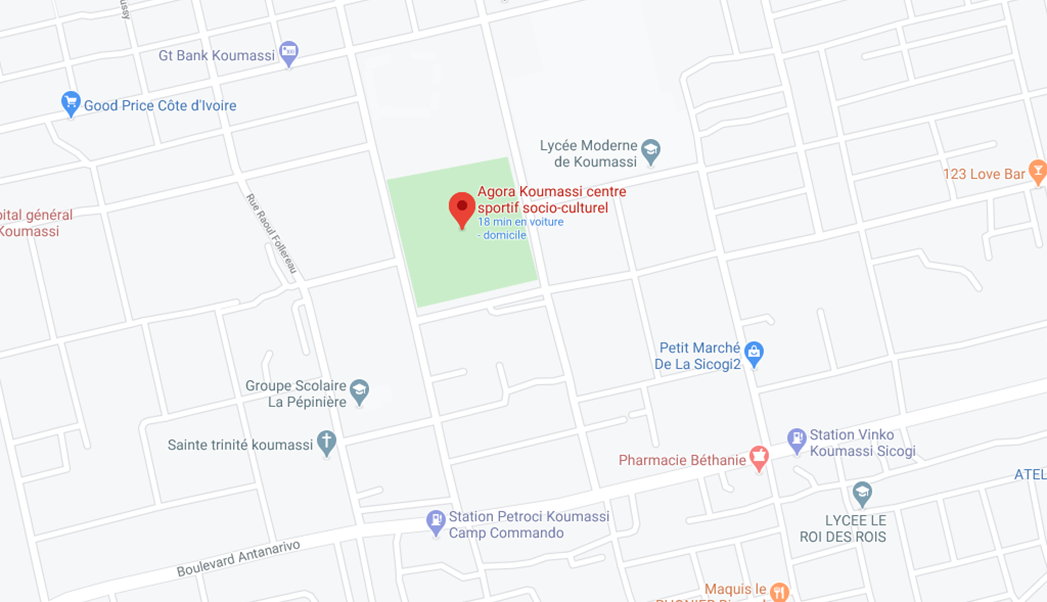 Gt Bank Koumassi
Good Price Côte d'Ivoire
Lycée Moderne
de Koumassi
123 Love Bar
Agora Koumassi centre
sportif socio-culturel
18 min en voiture
- domicile
pital général
Koumassi
Rue Raoul Follereau
Petit Marché
De La Sicogi2
Groupe Scolaire
La Pépinière
Sainte trinité koumassi
Station Vinko
Koumassi Sicogi
Pharmacie Béthanie
ATEL
Station Petroci Koumassi
Camp Commando
LYCEE LE
ROI DES ROIS
Boulevard Antanarivo
Maquis le